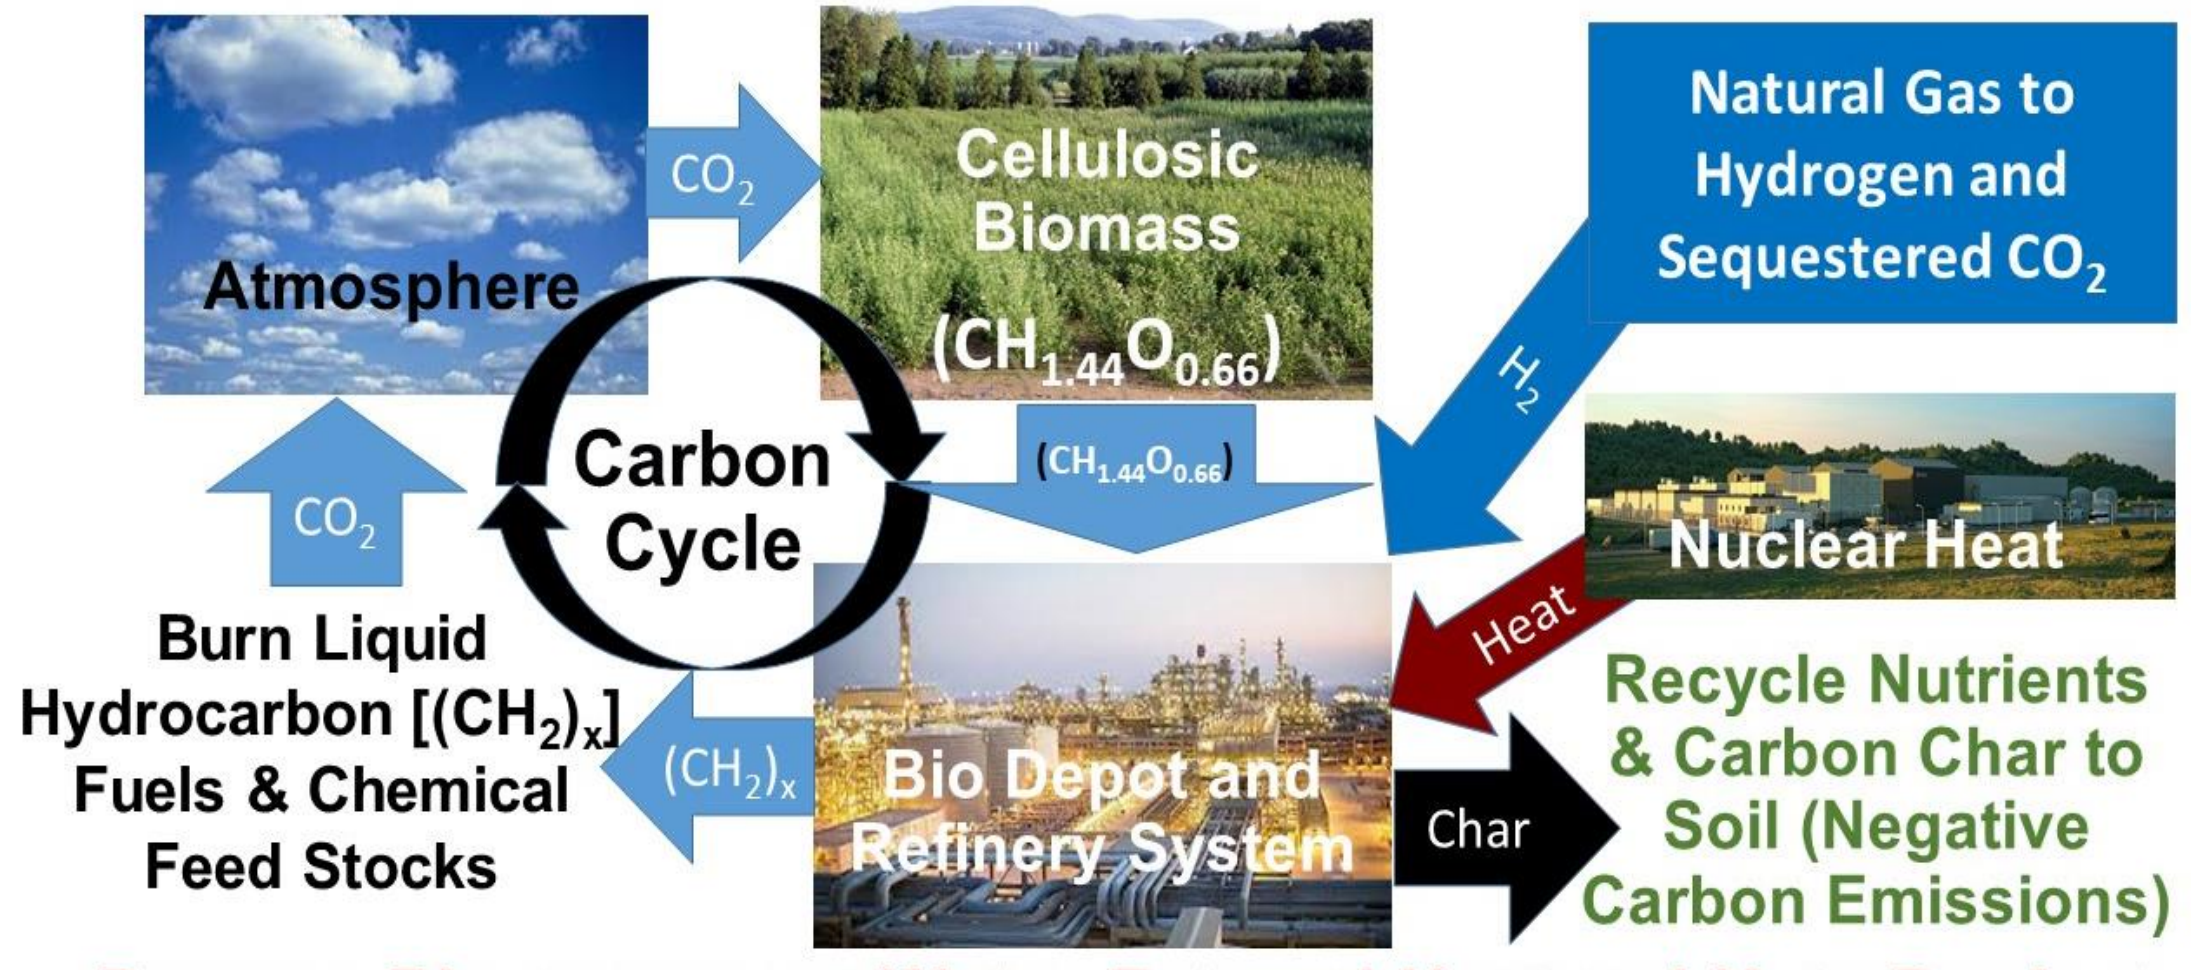 Atmosphere
CO₂
Cellulosic
Biomass
(CH₁.₄₄O₀.₆₆)
Natural Gas to
Hydrogen and
Sequestered CO₂
H₂
(CH₁.₄₄O₀.₆₆)
Carbon
Cycle
CO₂
Nuclear Heat
Heat
Burn Liquid
Hydrocarbon [(CH₂)ₓ]
Fuels & Chemical
Feed Stocks
(CH₂)ₓ
Bio Depot and
Refinery System
Char
Recycle Nutrients
& Carbon Char to
Soil (Negative
Carbon Emissions)